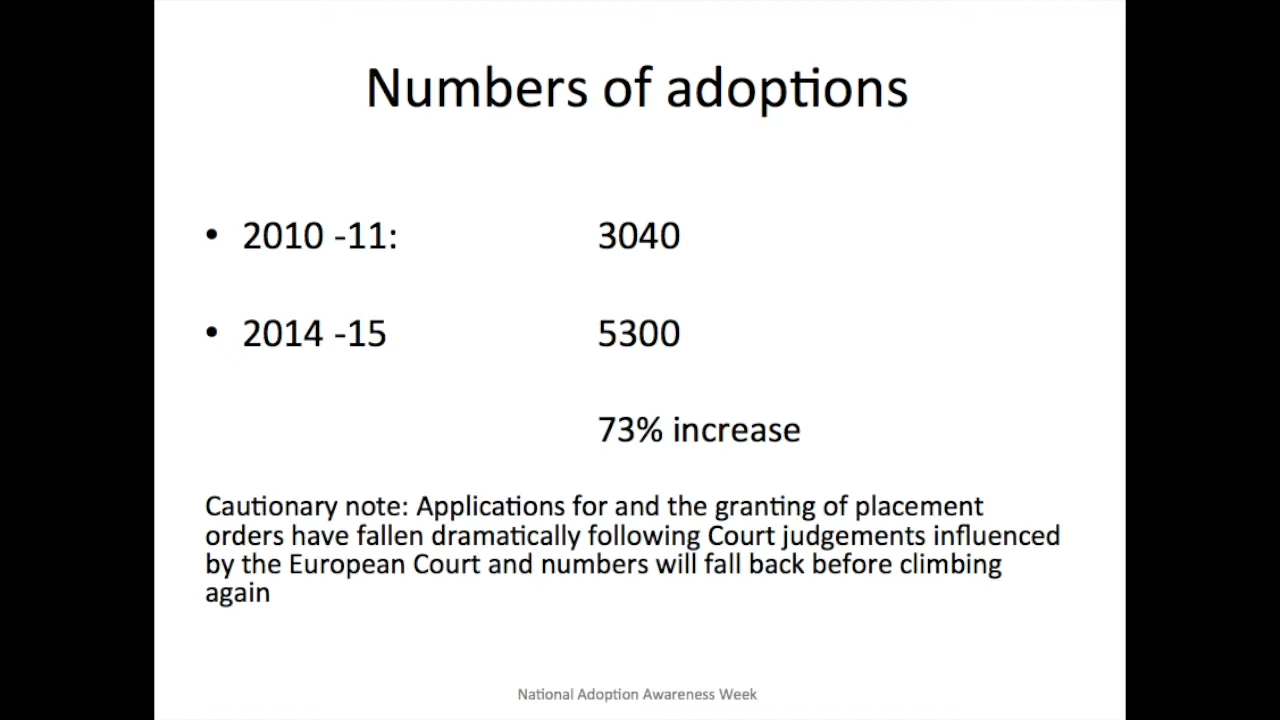 Numbers of adoptions
• 2010 -11: 3040
• 2014 -15 5300
73% increase
Cautionary note: Applications for and the granting of placement
orders have fallen dramatically following Court judgements influenced
by the European Court and numbers will fall back before climbing
again
National Adoption Awareness Week